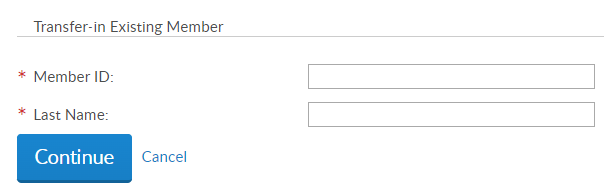 Transfer-in Existing Member
* Member ID:
* Last Name:
Continue Cancel